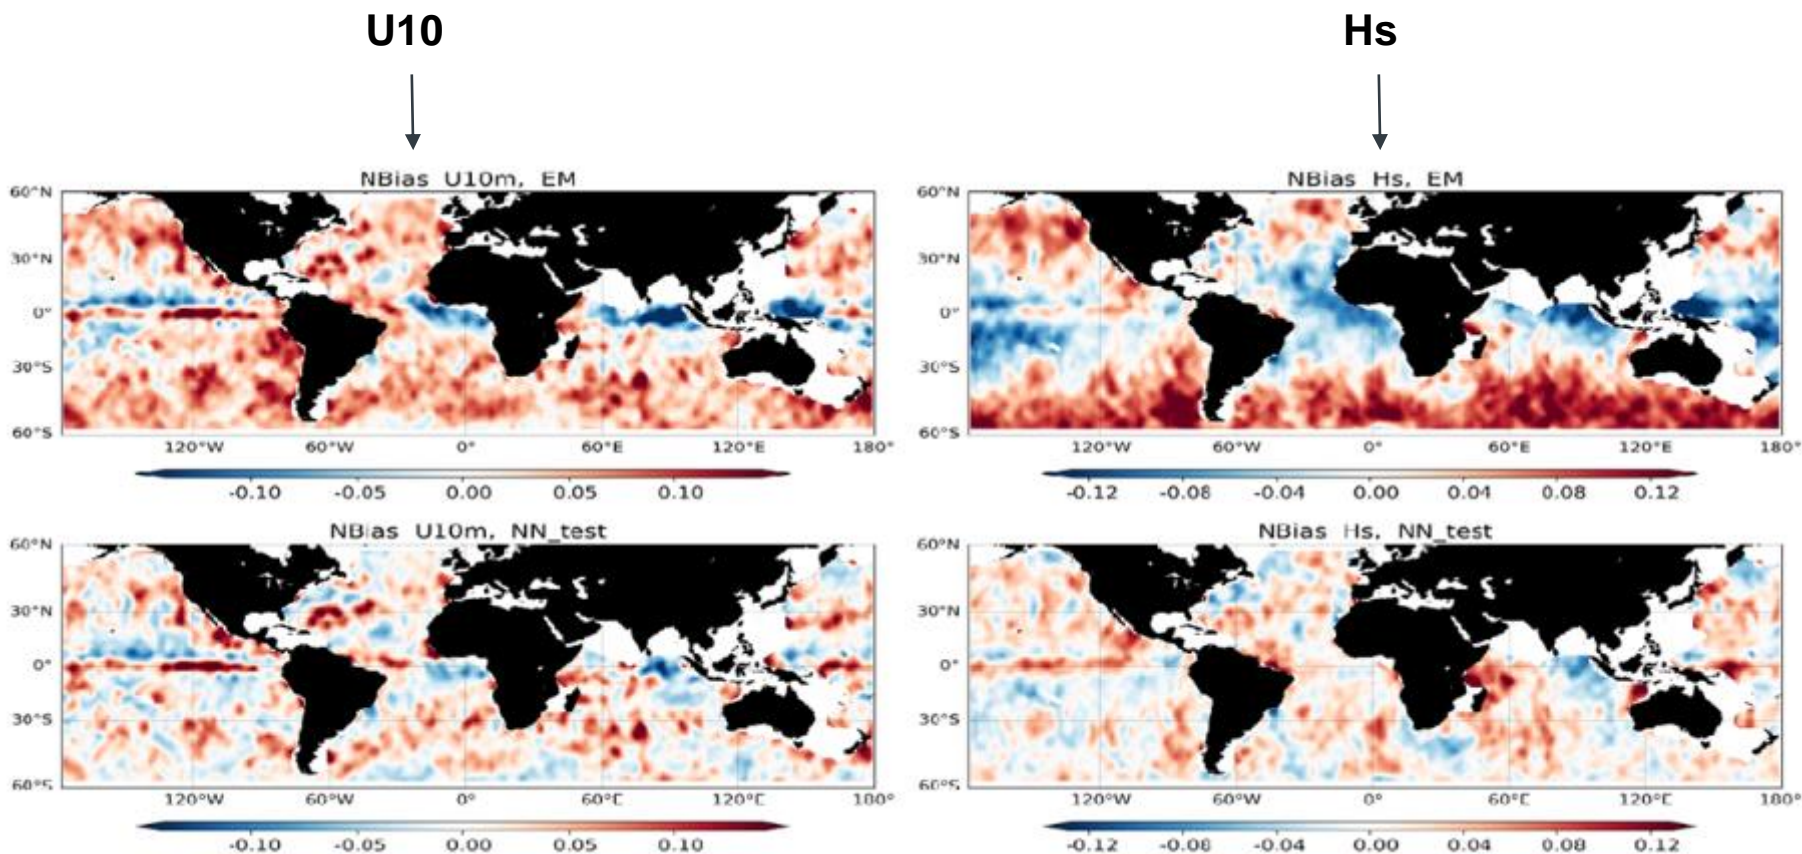 U10
Hs
NBias U10m, EM
60°N
30°N
0°
30°S
60°S
120°W 60°W 0° 60°E 120°E 180°
-0.10 -0.05 0.00 0.05 0.10
NBias Hs, EM
60°N
30°N
0°
30°S
60°S
120°W 60°W 0° 60°E 120°E 180°
-0.12 -0.08 -0.04 0.00 0.04 0.08 0.12
NBias U10m, NN_test
60°N
30°N
0°
30°S
60°S
120°W 60°W 0° 60°E 120°E 180°
-0.10 -0.05 0.00 0.05 0.10
NBias Hs, NN_test
60°N
30°N
0°
30°S
60°S
120°W 60°W 0° 60°E 120°E 180°
-0.12 -0.08 -0.04 0.00 0.04 0.08 0.12